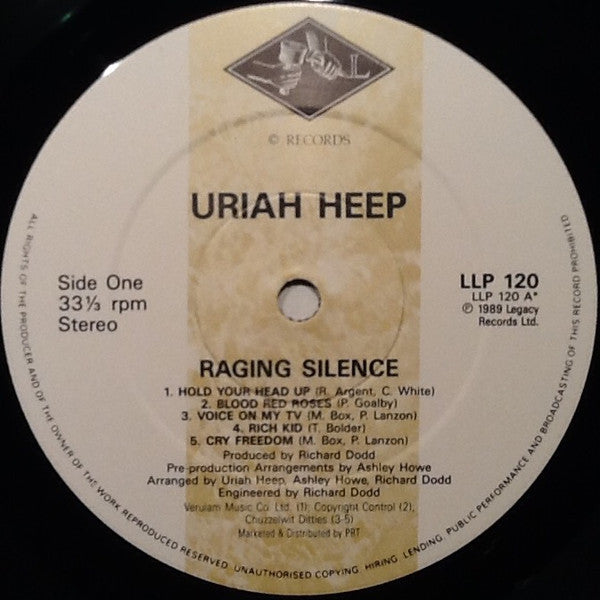 L
© RECORDS
URIAH HEEP
Side One
33⅓ rpm
Stereo
LLP 120
LLP 120 A*
℗ 1989 Legacy
Records Ltd.
RAGING SILENCE
1. HOLD YOUR HEAD UP (R. Argent, C. White)
2. BLOOD RED ROSES (P. Goalby)
3. VOICE ON MY TV (M. Box, P. Lanzon)
4. RICH KID (T. Bolder)
5. CRY FREEDOM (M. Box, P. Lanzon)
Produced by Richard Dodd
Pre-production Arrangements by Ashley Howe
Arranged by Uriah Heep, Ashley Howe, Richard Dodd
Engineered by Richard Dodd
Verulam Music Co. Ltd. (1); Copyright Control (2),
Chuzzelwit Ditties (3-5)
Marketed & Distributed by PRT
ALL RIGHTS OF THE PRODUCER AND OF THE OWNER OF THE WORK REPRODUCED RESERVED. UNAUTHORISED COPYING, HIRING, LENDING, PUBLIC PERFORMANCE AND BROADCASTING OF THIS RECORD PROHIBITED